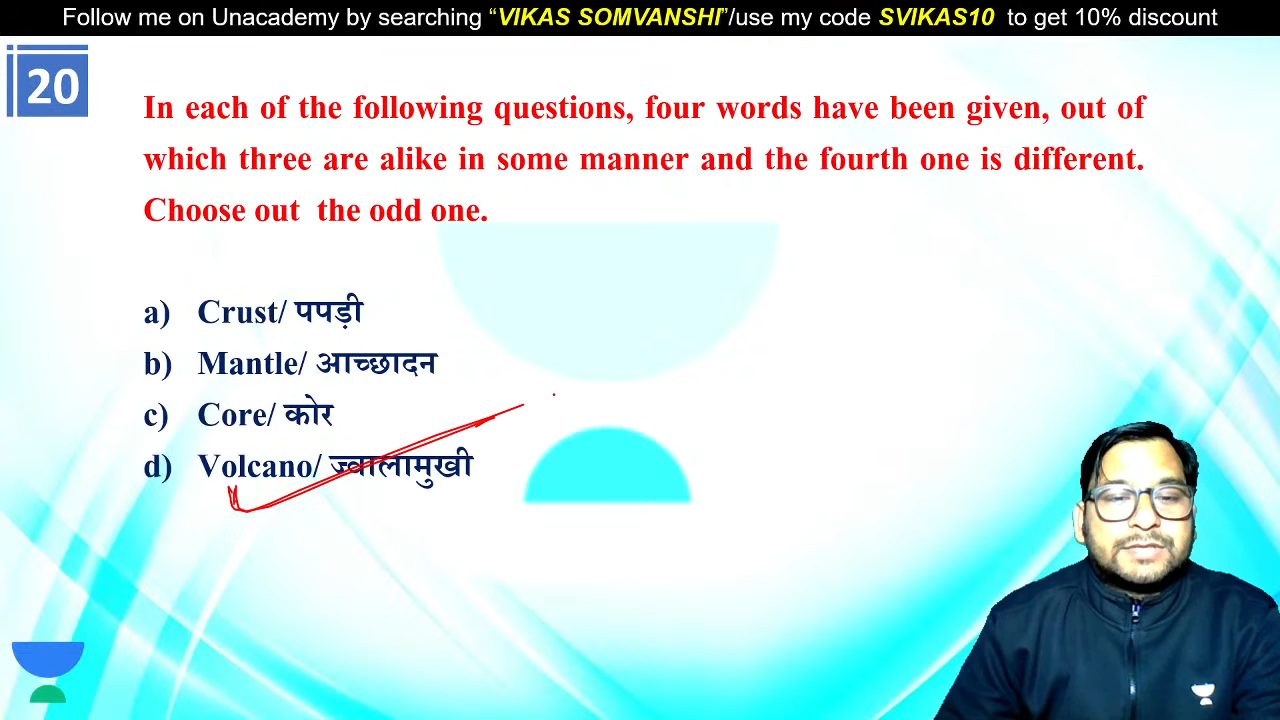 Follow me on Unacademy by searching “VIKAS SOMVANSHI”/use my code SVIKAS10 to get 10% discount
20
In each of the following questions, four words have been given, out of
which three are alike in some manner and the fourth one is different.
Choose out the odd one.
a) Crust/ पपड़ी
b) Mantle/ आच्छादन
c) Core/ कोर
d) Volcano/ ज्वालामुखी